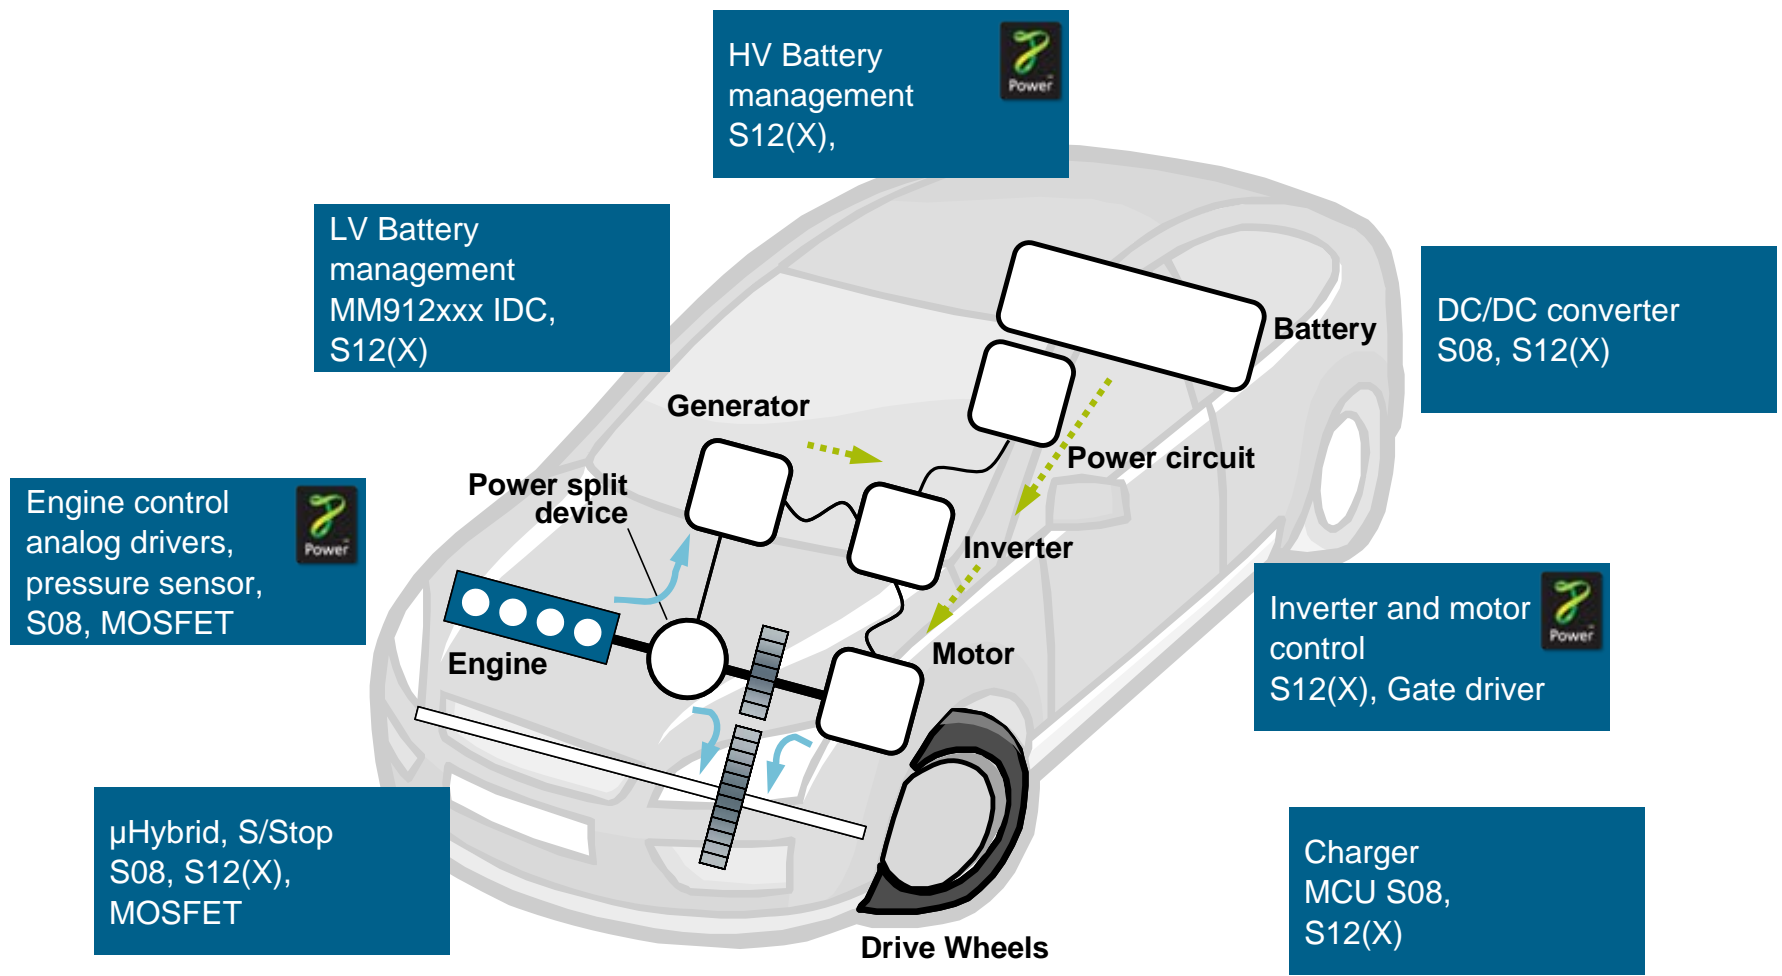 HV Battery
management
S12(X),
Power
LV Battery
management
MM912xxx IDC,
S12(X)
DC/DC converter
S08, S12(X)
Battery
Generator
Power circuit
Power split
device
Engine control
analog drivers,
pressure sensor,
S08, MOSFET
Power
Inverter
Inverter and motor
control
S12(X), Gate driver
Power
Engine
Motor
µHybrid, S/Stop
S08, S12(X),
MOSFET
Charger
MCU S08,
S12(X)
Drive Wheels